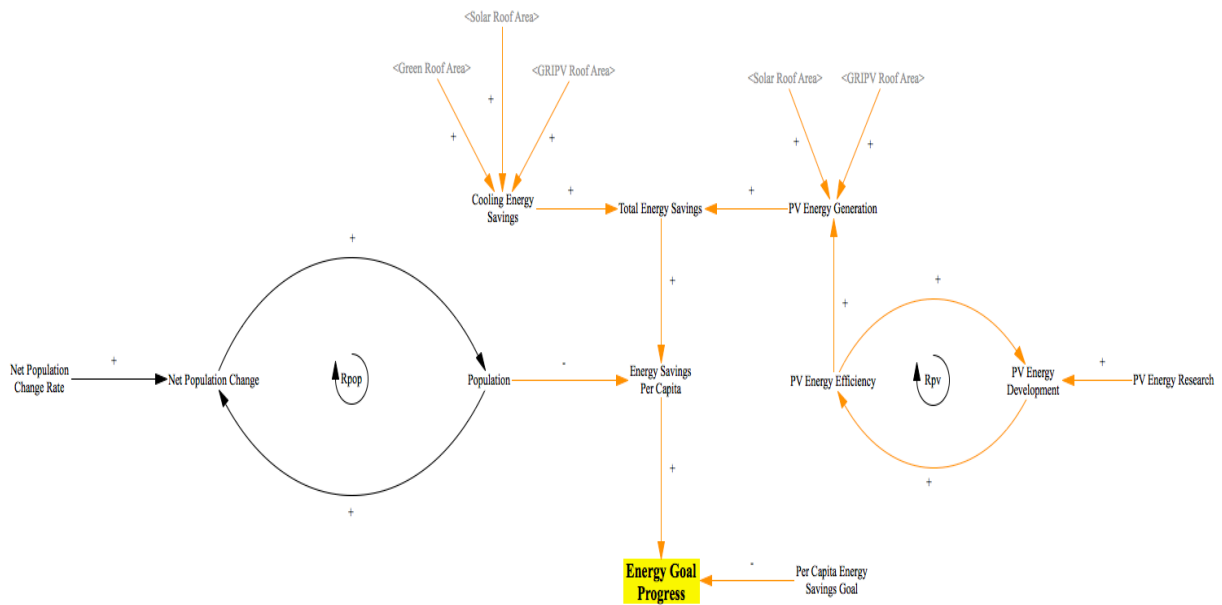 <Solar Roof Area>
<Green Roof Area>
<GRIPV Roof Area>
<Solar Roof Area>
<GRIPV Roof Area>
+
+
+
+
+
Cooling Energy
Savings
+
Total Energy Savings
+
PV Energy Generation
+
+
+
+
Net Population
Change Rate
+
Net Population Change
Rpop
Population
-
Energy Savings
Per Capita
PV Energy Efficiency
Rpv
PV Energy
Development
+
PV Energy Research
+
+
+
Energy Goal
Progress
-
Per Capita Energy
Savings Goal